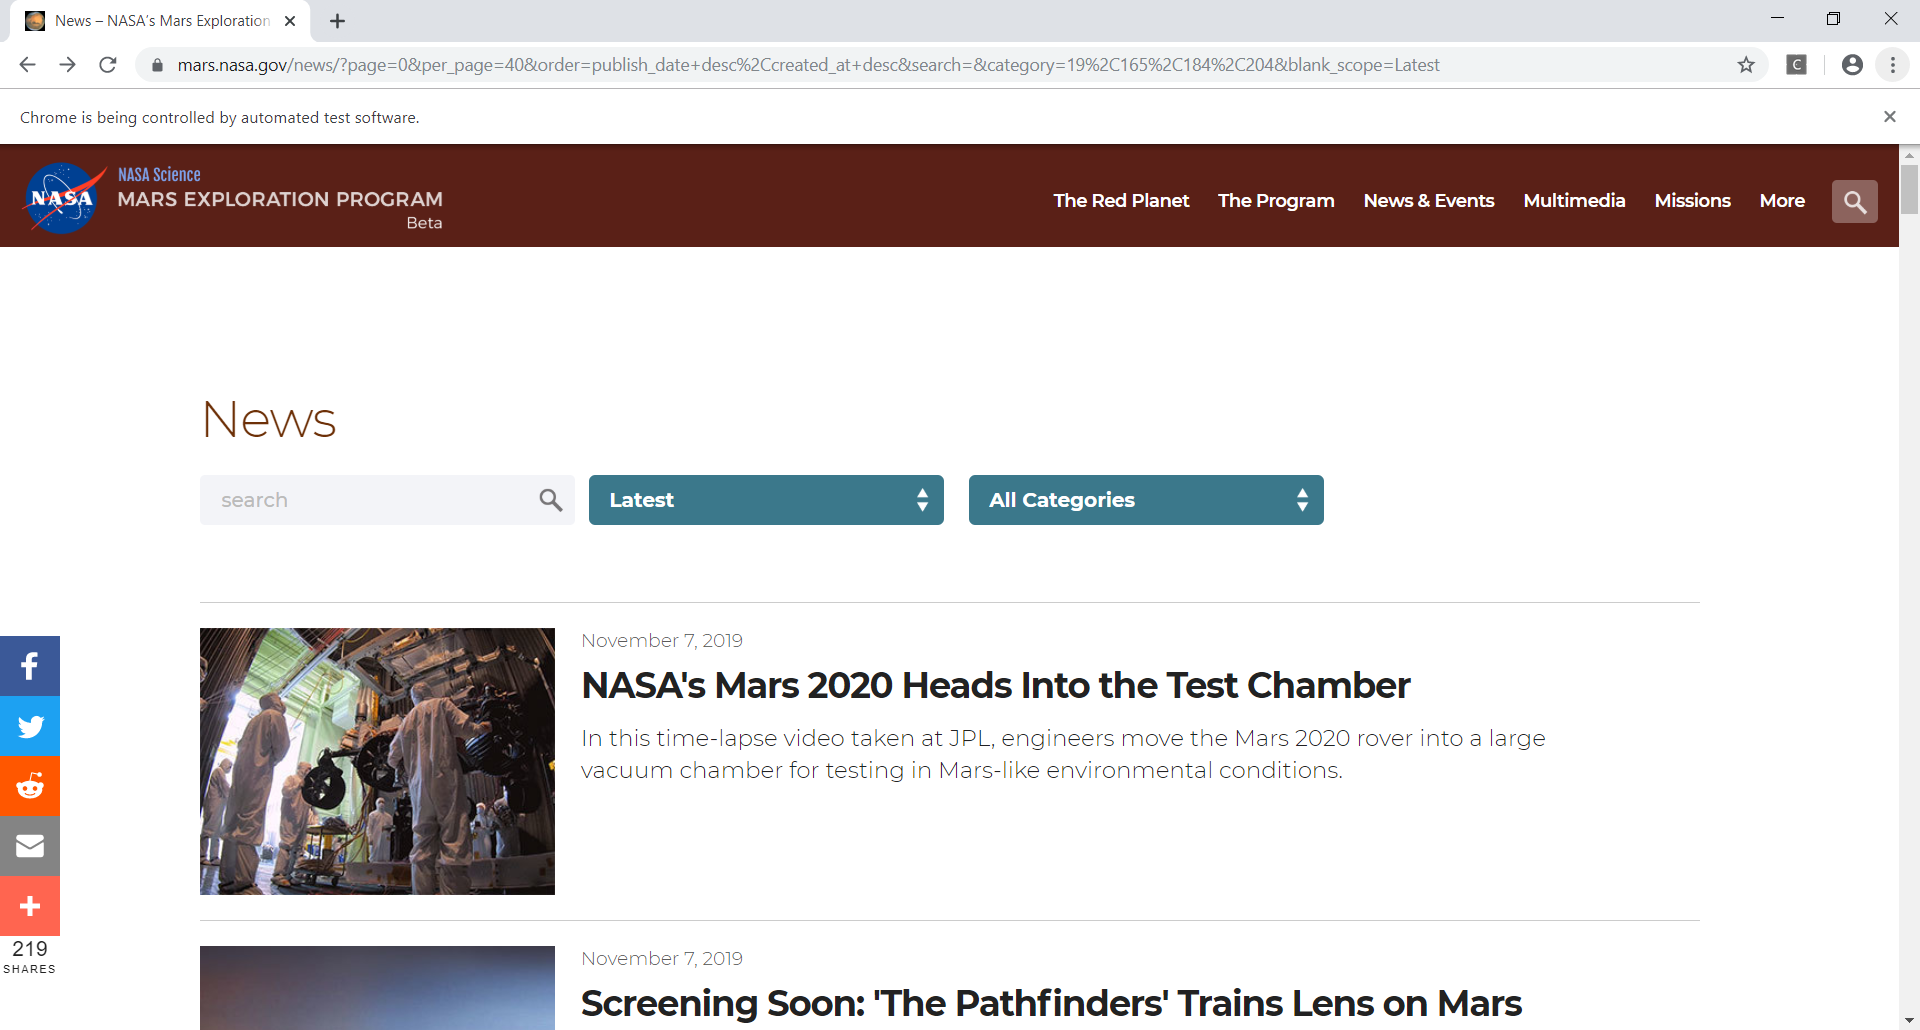 News – NASA's Mars Exploration
mars.nasa.gov/news/?page=0&per_page=40&order=publish_date+desc%2Ccreated_at+desc&search=&category=19%2C165%2C184%2C204&blank_scope=Latest
C
Chrome is being controlled by automated test software.
NASA
NASA Science
MARS EXPLORATION PROGRAM
Beta
The Red Planet The Program News & Events Multimedia Missions More
News
search Latest All Categories
November 7, 2019
NASA's Mars 2020 Heads Into the Test Chamber
In this time-lapse video taken at JPL, engineers move the Mars 2020 rover into a large
vacuum chamber for testing in Mars-like environmental conditions.
219
SHARES
November 7, 2019
Screening Soon: 'The Pathfinders' Trains Lens on Mars